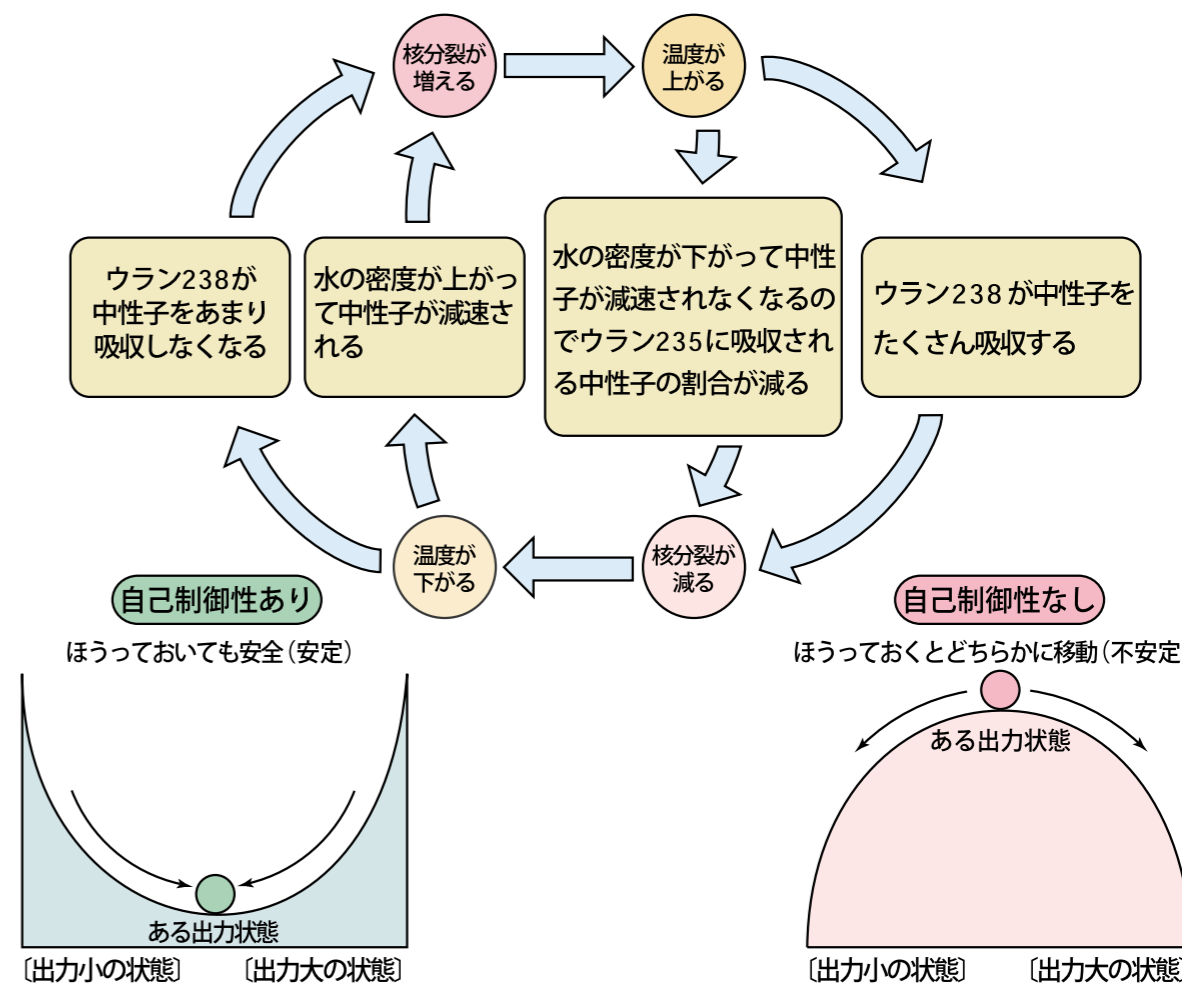 核分裂が
増える
温度が
上がる
ウラン238が
中性子をあまり
吸収しなくなる
水の密度が上がっ
て中性子が減速さ
れる
水の密度が下がって中性
子が減速されなくなるの
でウラン235に吸収され
る中性子の割合が減る
ウラン238が中性子を
たくさん吸収する
温度が
下がる
核分裂が
減る
自己制御性あり
ほうっておいても安全(安定)
ある出力状態
〔出力小の状態〕
〔出力大の状態〕
自己制御性なし
ほうっておくとどちらかに移動(不安定
ある出力状態
〔出力小の状態〕
〔出力大の状態〕